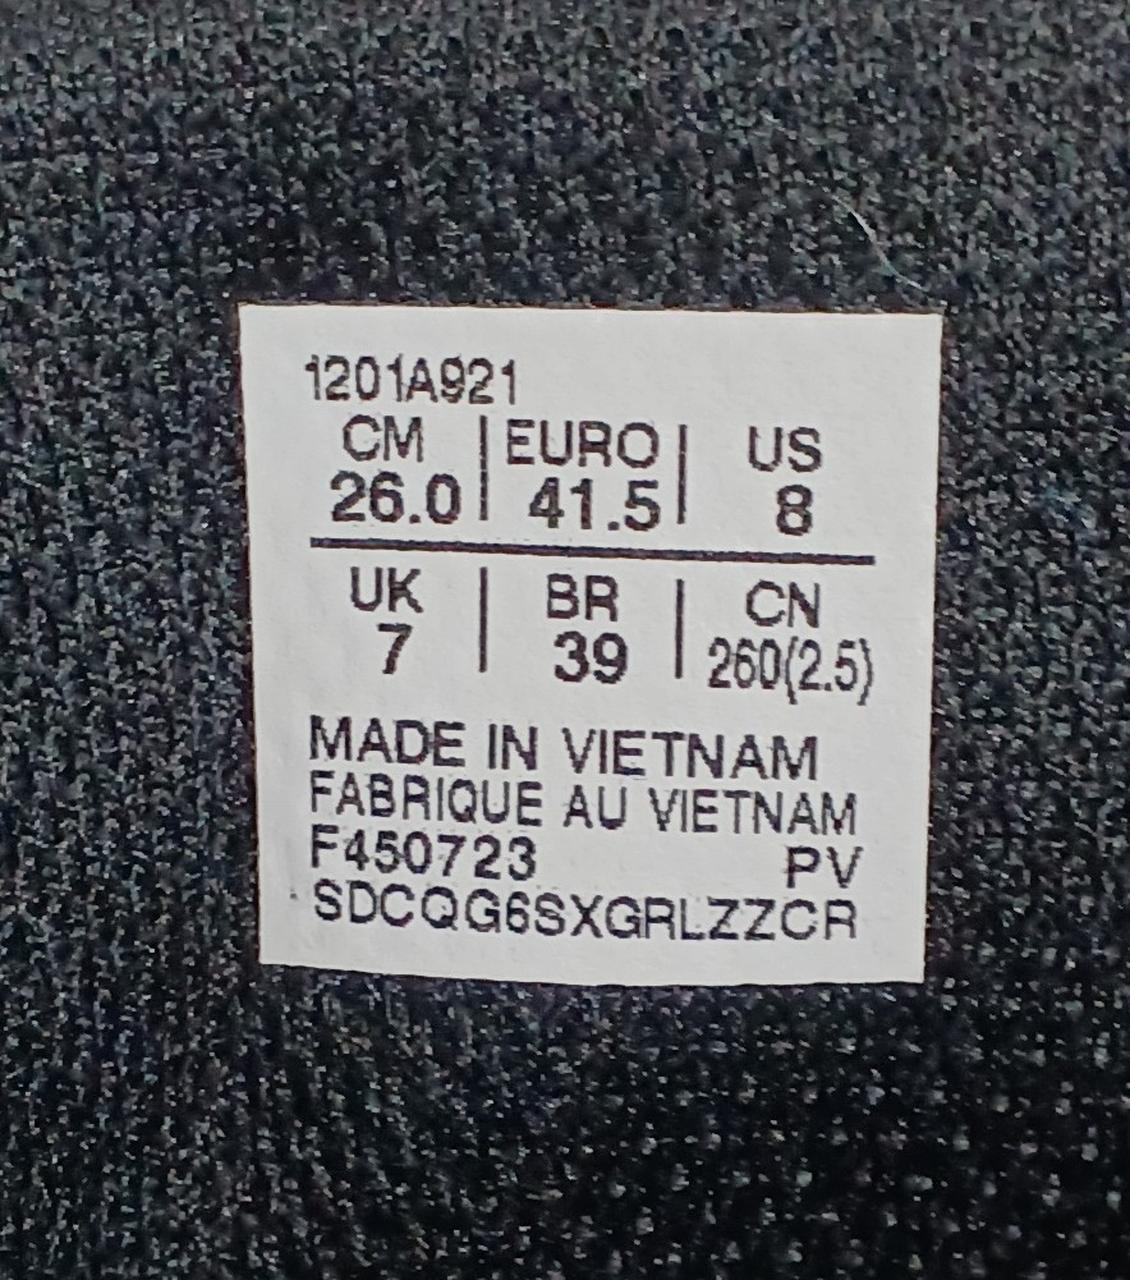 1201A921
CM | EURO | US
26.0 | 41.5 | 8
UK | BR | CN
7 | 39 | 260(2.5)
MADE IN VIETNAM
FABRIQUE AU VIETNAM
F450723 PV
SDCQG6SXGRLZZCR